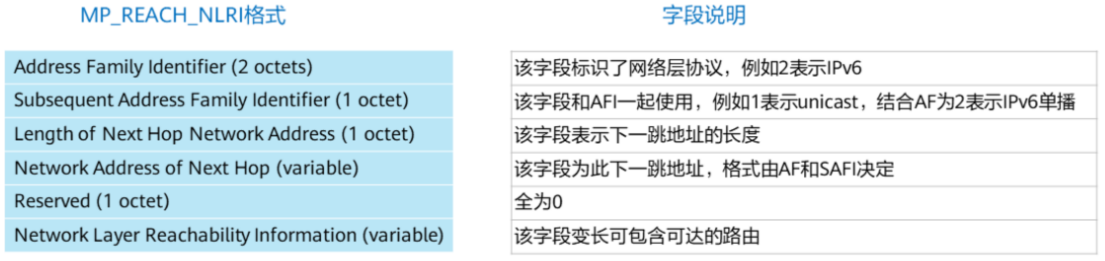 MP_REACH_NLRI格式
字段说明
Address Family Identifier (2 octets)
该字段标识了网络层协议，例如2表示IPv6
Subsequent Address Family Identifier (1 octet)
该字段和AFI一起使用，例如1表示unicast，结合AF为2表示IPv6单播
Length of Next Hop Network Address (1 octet)
该字段表示下一跳地址的长度
Network Address of Next Hop (variable)
该字段为此下一跳地址，格式由AF和SAFI决定
Reserved (1 octet)
全为0
Network Layer Reachability Information (variable)
该字段变长可包含可达的路由